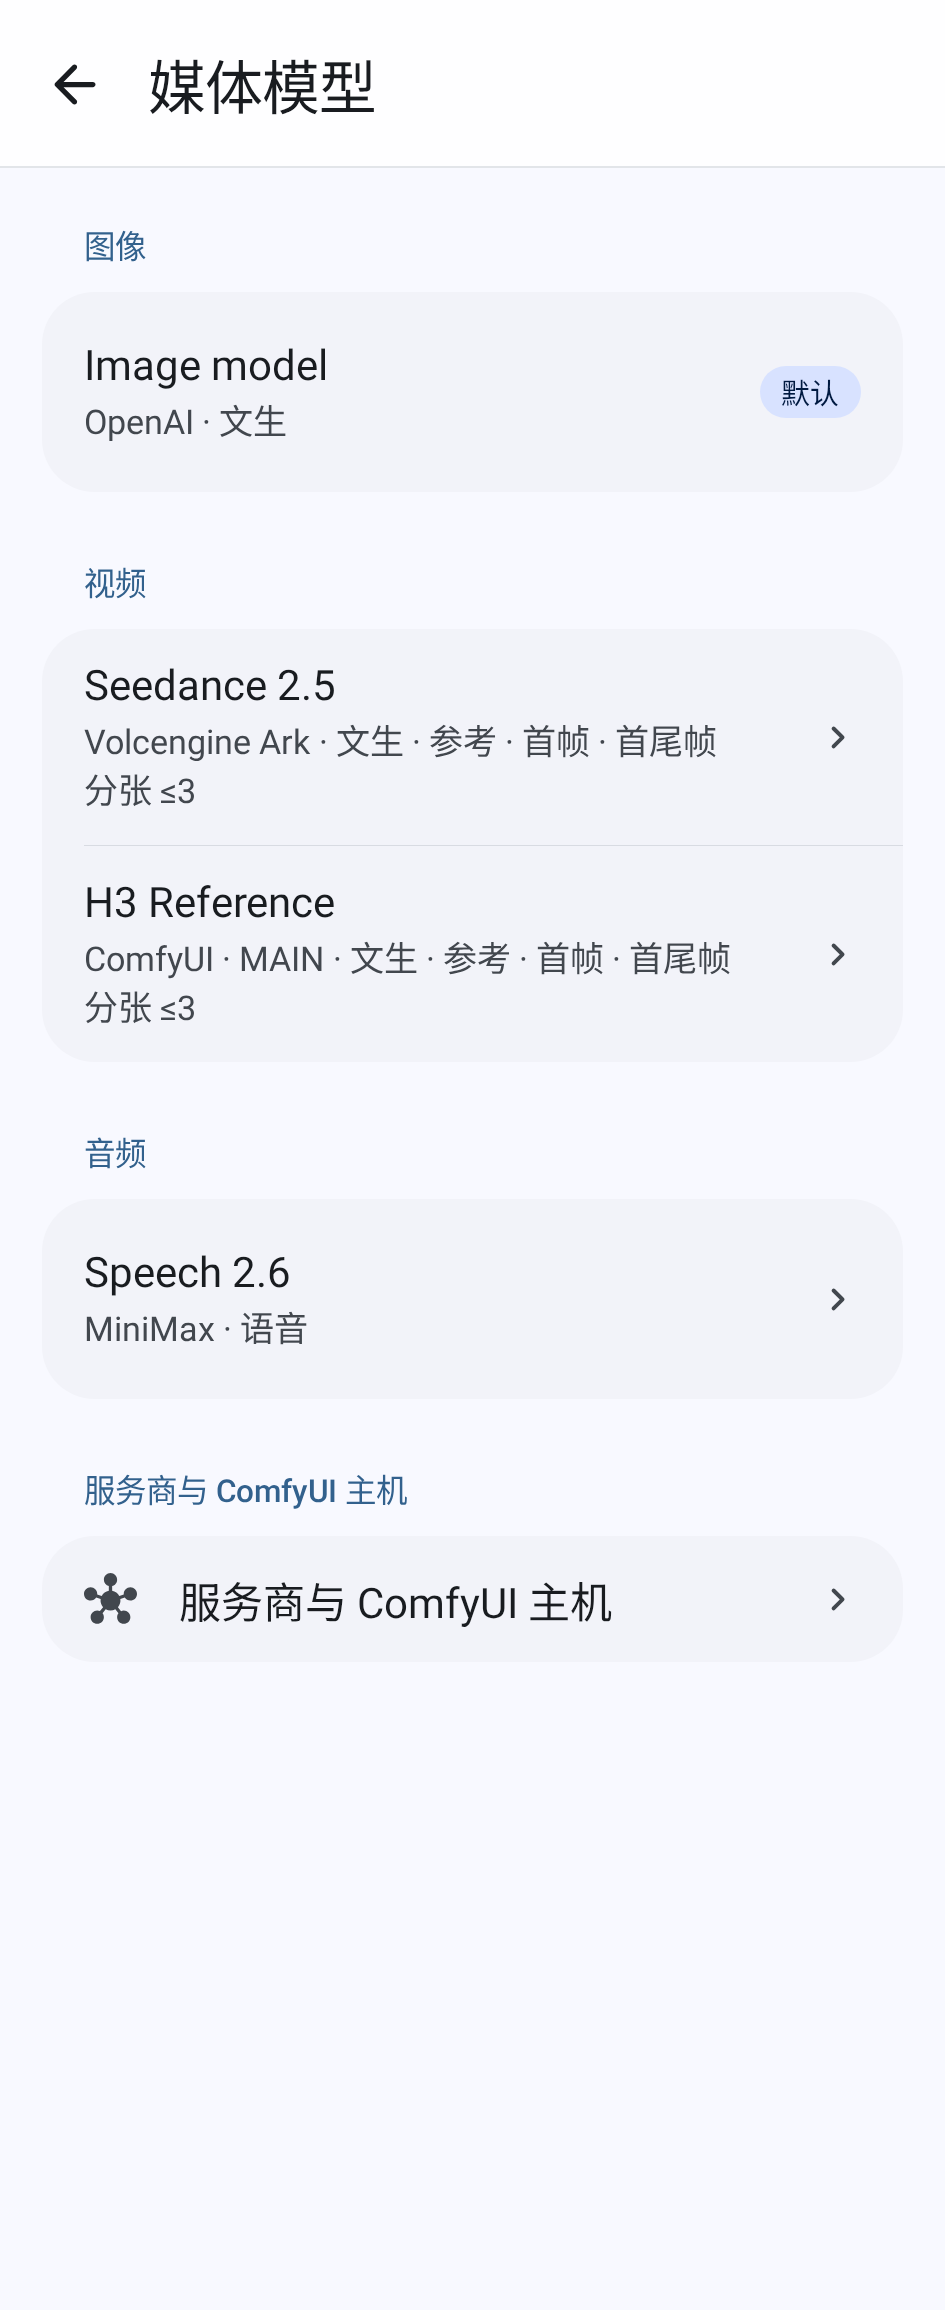 媒体模型
图像
Image model
OpenAI · 文生
默认
视频
Seedance 2.5
Volcengine Ark · 文生 · 参考 · 首帧 · 首尾帧
分张 ≤3
H3 Reference
ComfyUI · MAIN · 文生 · 参考 · 首帧 · 首尾帧
分张 ≤3
音频
Speech 2.6
MiniMax · 语音
服务商与 ComfyUI 主机
服务商与 ComfyUI 主机